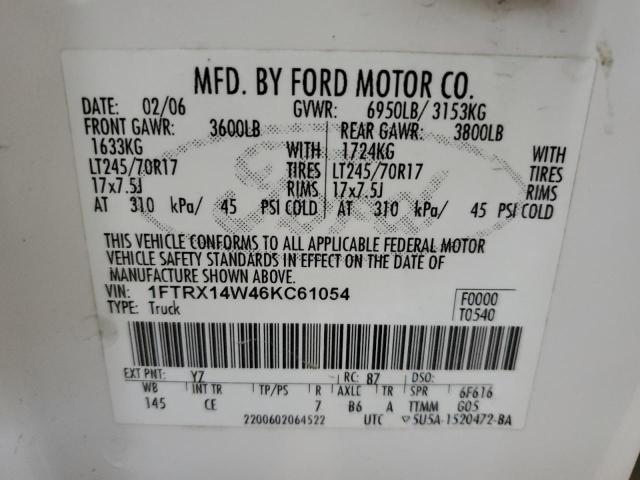 MFD. BY FORD MOTOR CO.
DATE: 02/06 GVWR: 6950LB/ 3153KG
FRONT GAWR: 3600LB REAR GAWR: 3800LB
1633KG WITH 1724KG WITH
LT245/70R17 TIRES LT245/70R17 TIRES
17x7.5J RIMS 17x7.5J RIMS
AT 310 kPa/ 45 PSI COLD AT 310 kPa/ 45 PSI COLD
Ford
THIS VEHICLE CONFORMS TO ALL APPLICABLE FEDERAL MOTOR
VEHICLE SAFETY STANDARDS IN EFFECT ON THE DATE OF
MANUFACTURE SHOWN ABOVE.
VIN: 1FTRX14W46KC61054 F0000
TYPE: Truck T0540
EXT PNT: YZ RC: 87 DSO:
WB INT TR TP/PS R AXLE TR SPR 6F616
145 CE 7 B6 A TTMM G05
2200602064522 UTC ▽5U5A-1520472-BA